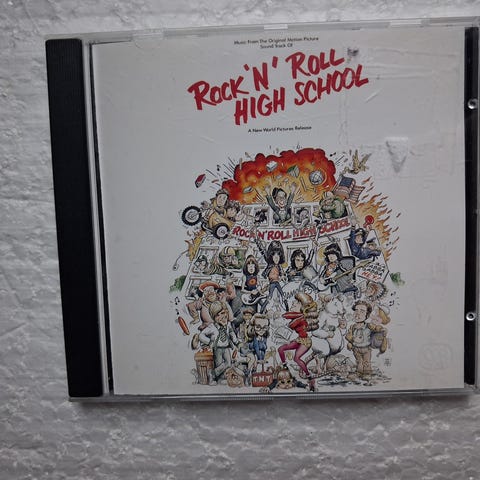 Music From the Original Motion Picture
Sound Track Of
ROCK 'N' ROLL
HIGH SCHOOL
A New World Pictures Release
ROCK 'N' ROLL HIGH SCHOOL
TNT